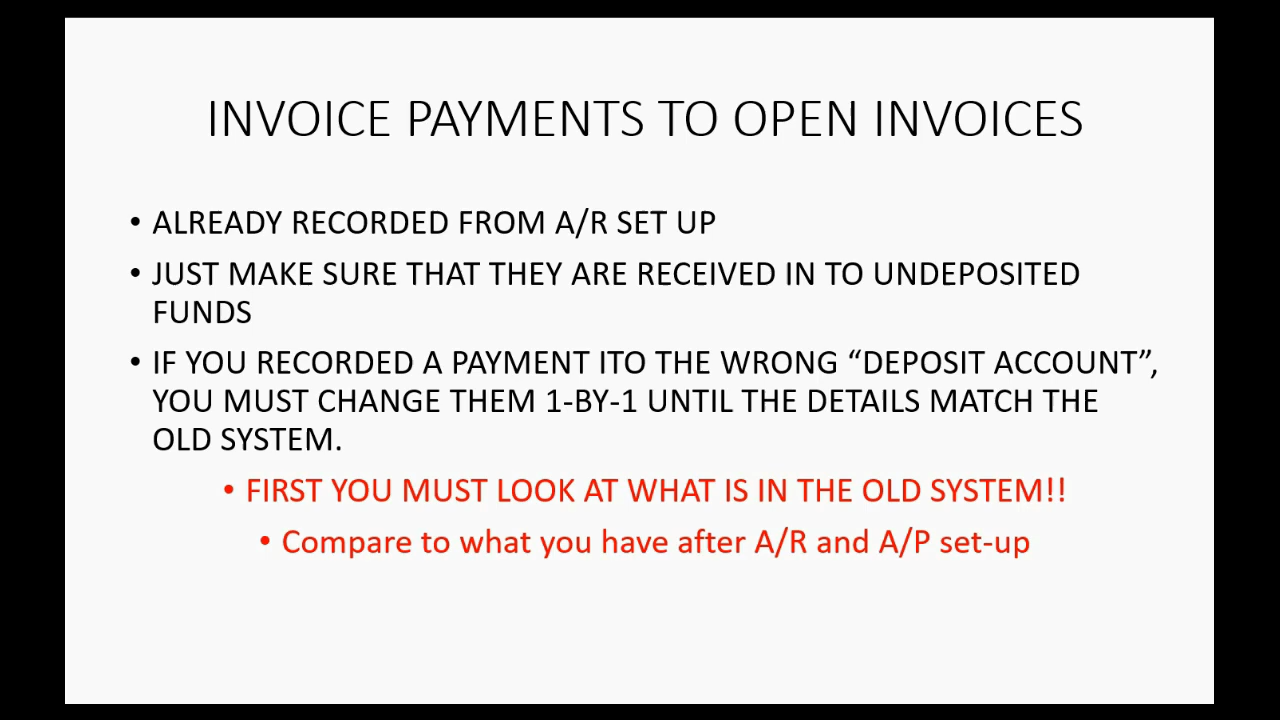 INVOICE PAYMENTS TO OPEN INVOICES
• ALREADY RECORDED FROM A/R SET UP
• JUST MAKE SURE THAT THEY ARE RECEIVED IN TO UNDEPOSITED
FUNDS
• IF YOU RECORDED A PAYMENT ITO THE WRONG “DEPOSIT ACCOUNT”,
YOU MUST CHANGE THEM 1-BY-1 UNTIL THE DETAILS MATCH THE
OLD SYSTEM.
• FIRST YOU MUST LOOK AT WHAT IS IN THE OLD SYSTEM!!
• Compare to what you have after A/R and A/P set-up